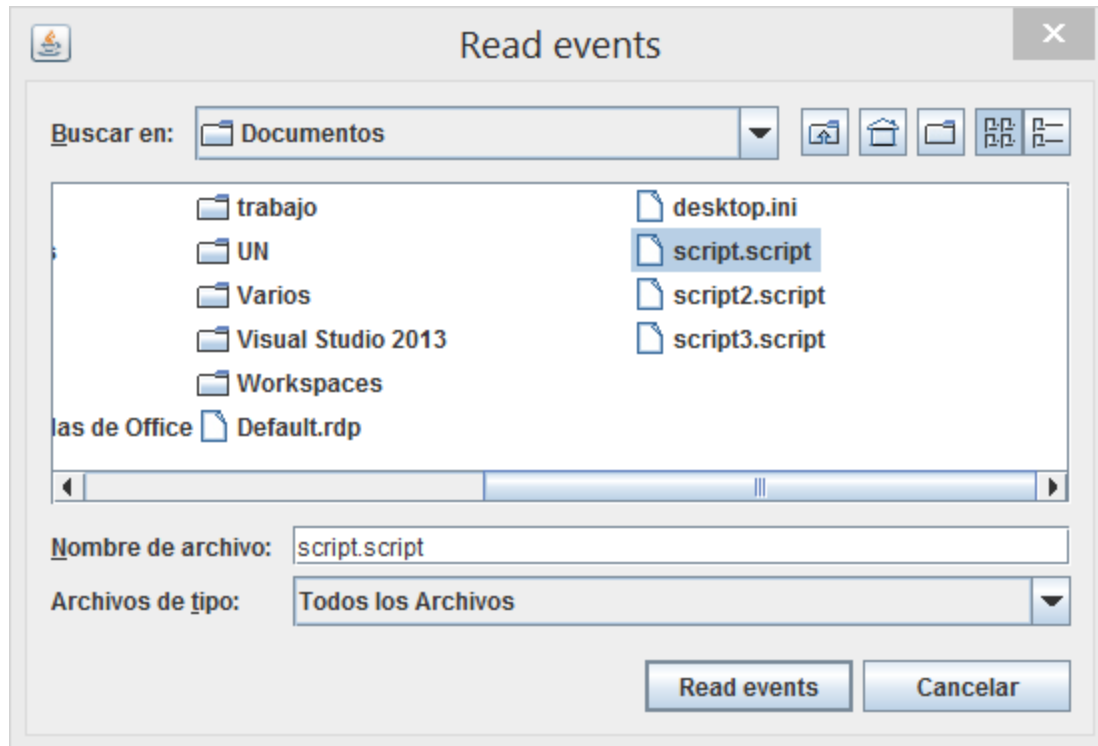 Read events
Buscar en: Documentos
trabajo desktop.ini
UN script.script
Varios script2.script
Visual Studio 2013 script3.script
Workspaces
las de Office Default.rdp
Nombre de archivo: script.script
Archivos de tipo: Todos los Archivos
Read events Cancelar